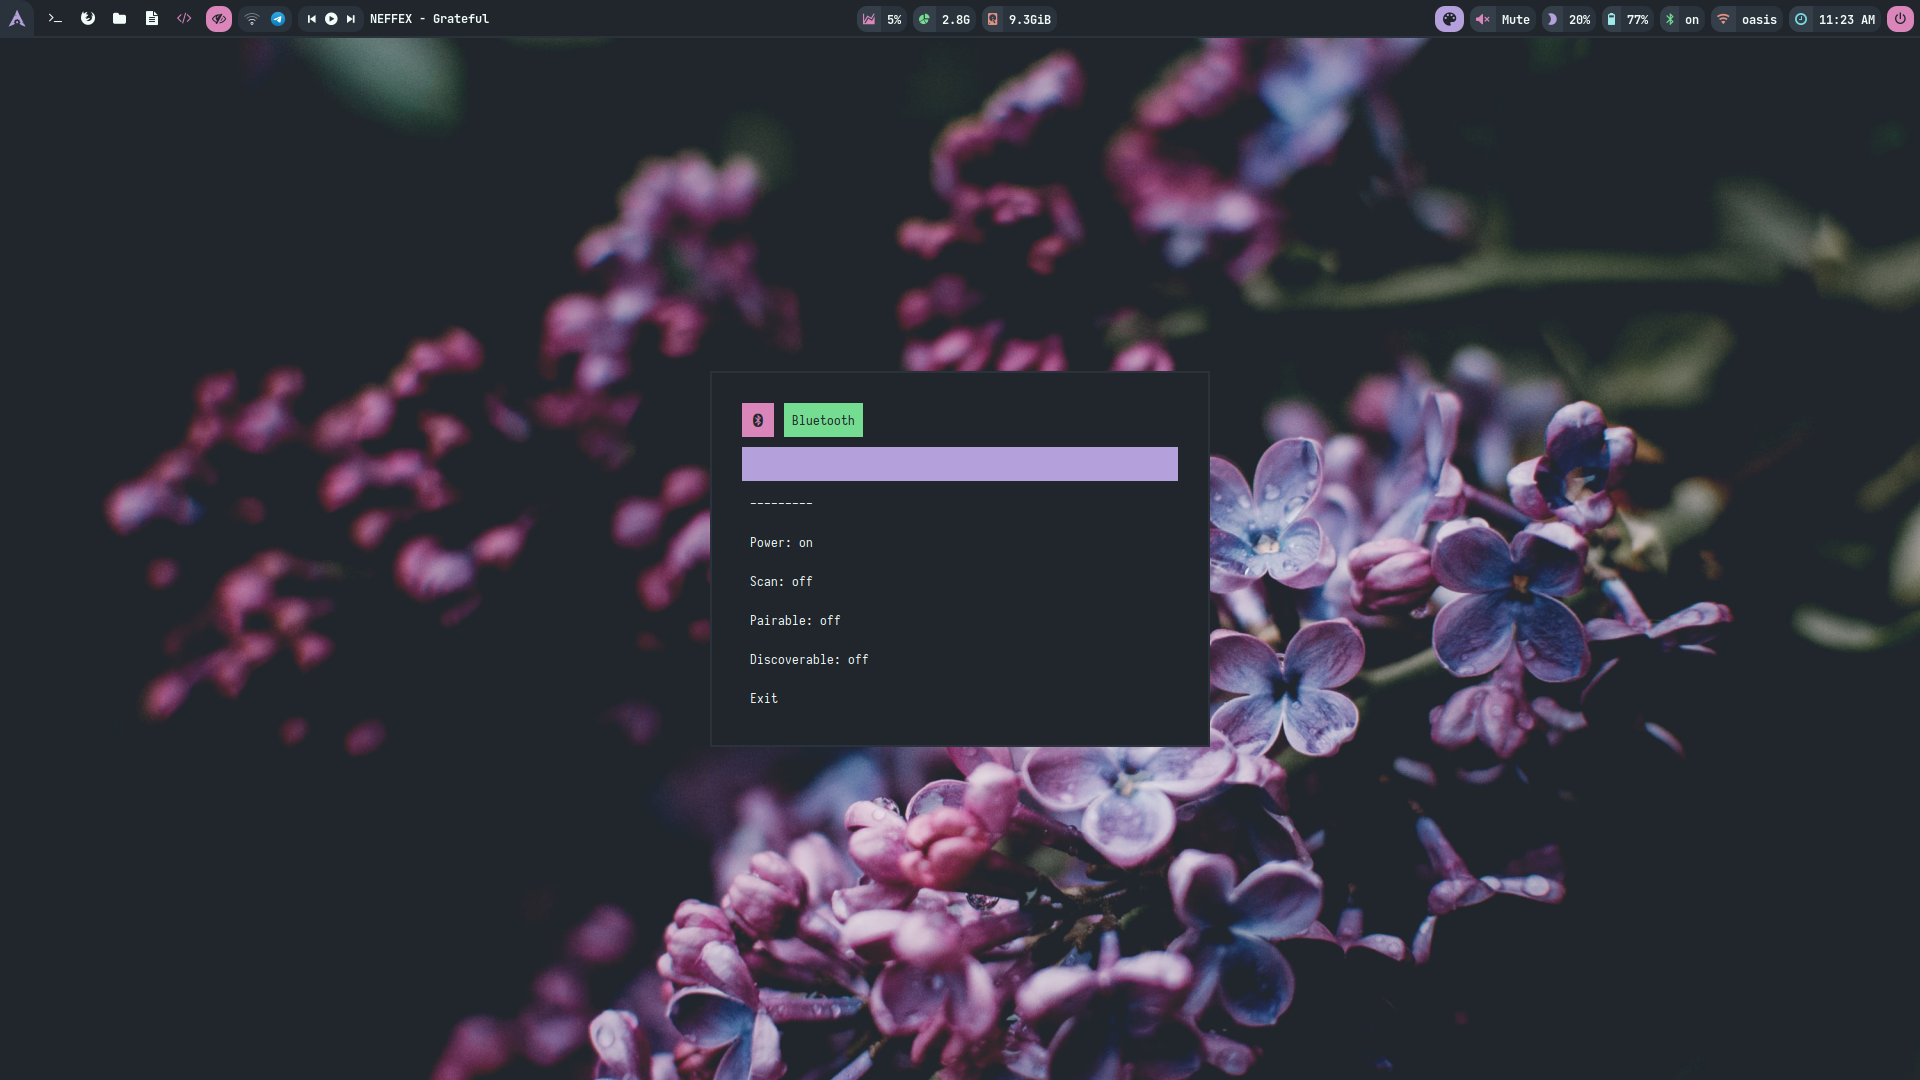 NEFFEX - Grateful 5% 2.8G 9.3GiB Mute 20% 77% on oasis 11:23 AM
Bluetooth
---------
Power: on
Scan: off
Pairable: off
Discoverable: off
Exit